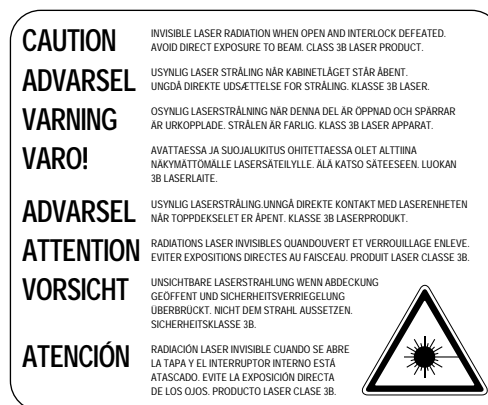 CAUTION
INVISIBLE LASER RADIATION WHEN OPEN AND INTERLOCK DEFEATED.
AVOID DIRECT EXPOSURE TO BEAM. CLASS 3B LASER PRODUCT.
ADVARSEL
USYNLIG LASER STRÅLING NÅR KABINETLÅGET STÅR ÅBENT.
UNGDÅ DIREKTE UDSÆTTELSE FOR STRÅLING. KLASSE 3B LASER.
VARNING
OSYNLIG LASERSTRÅLNING NÄR DENNA DEL ÄR ÖPPNAD OCH SPÄRRAR
ÄR URKOPPLADE. STRÅLEN ÄR FARLIG. KLASS 3B LASER APPARAT.
VARO!
AVATTAESSA JA SUOJALUKITUS OHITETTAESSA OLET ALTTIINA
NÄKYMÄTTÖMÄLLE LASERSÄTEILYLLE. ÄLÄ KATSO SÄTEESEEN. LUOKAN
3B LASERLAITE.
ADVARSEL
USYNLIG LASERSTRÅLING.UNNGÅ DIREKTE KONTAKT MED LASERENHETEN
NÅR TOPPDEKSELET ER ÅPENT. KLASSE 3B LASERPRODUKT.
ATTENTION
RADIATIONS LASER INVISIBLES QUANDOUVERT ET VERROUILLAGE ENLEVE.
EVITER EXPOSITIONS DIRECTES AU FAISCEAU. PRODUIT LASER CLASSE 3B.
VORSICHT
UNSICHTBARE LASERSTRAHLUNG WENN ABDECKUNG
GEÖFFENT UND SICHERHEITSVERRIEGELUNG
ÜBERBRÜCKT. NICHT DEM STRAHL AUSSETZEN.
SICHERHEITSKLASSE 3B.
ATENCIÓN
RADIACIÓN LASER INVISIBLE CUANDO SE ABRE
LA TAPA Y EL INTERRUPTOR INTERNO ESTÁ
ATASCADO. EVITE LA EXPOSICIÓN DIRECTA
DE LOS OJOS. PRODUCTO LASER CLASE 3B.